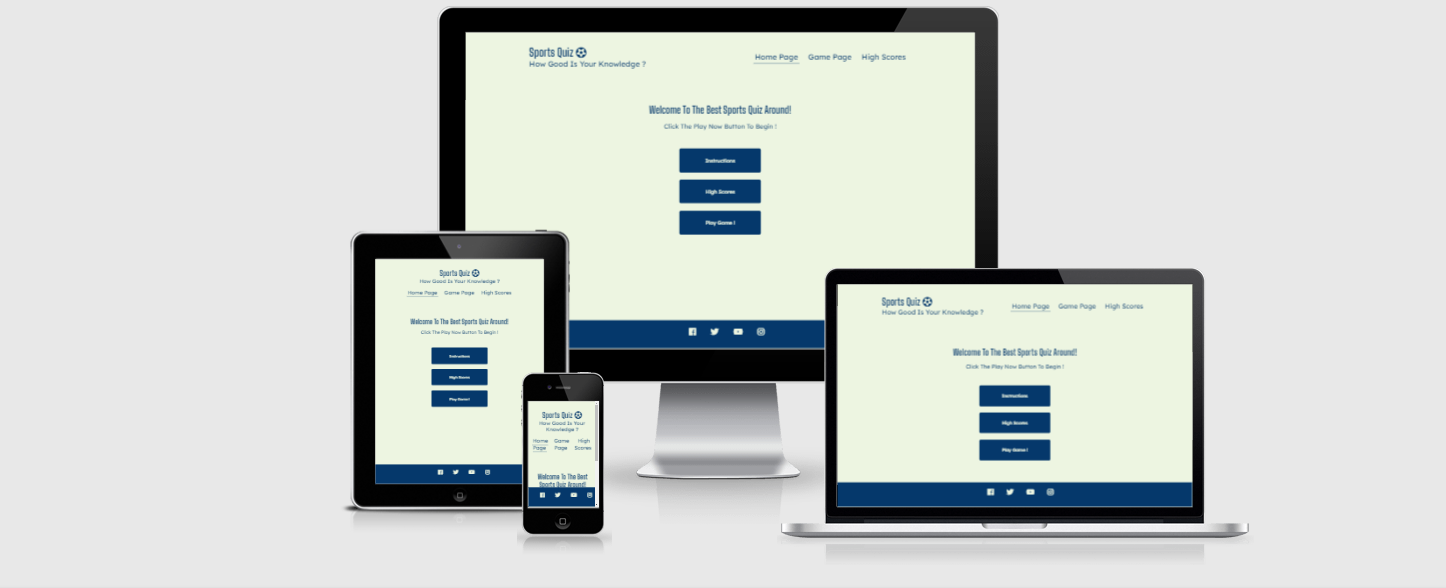 Sports Quiz
How Good Is Your Knowledge ?
Home Page Game Page High Scores
Welcome To The Best Sports Quiz Around!
Click The Play Now Button To Begin !
Instructions
High Scores
Play Game !
Sports Quiz
How Good Is Your Knowledge ?
Home Page Game Page High Scores
Welcome To The Best Sports Quiz Around!
Click The Play Now Button To Begin !
Instructions
High Scores
Play Game !
Sports Quiz
How Good Is Your
Knowledge ?
Home Game High
Page Page Scores
Welcome To The Best
Sports Quiz Around!
Sports Quiz
How Good Is Your Knowledge ?
Home Page Game Page High Scores
Welcome To The Best Sports Quiz Around!
Click The Play Now Button To Begin !
Instructions
High Scores
Play Game !